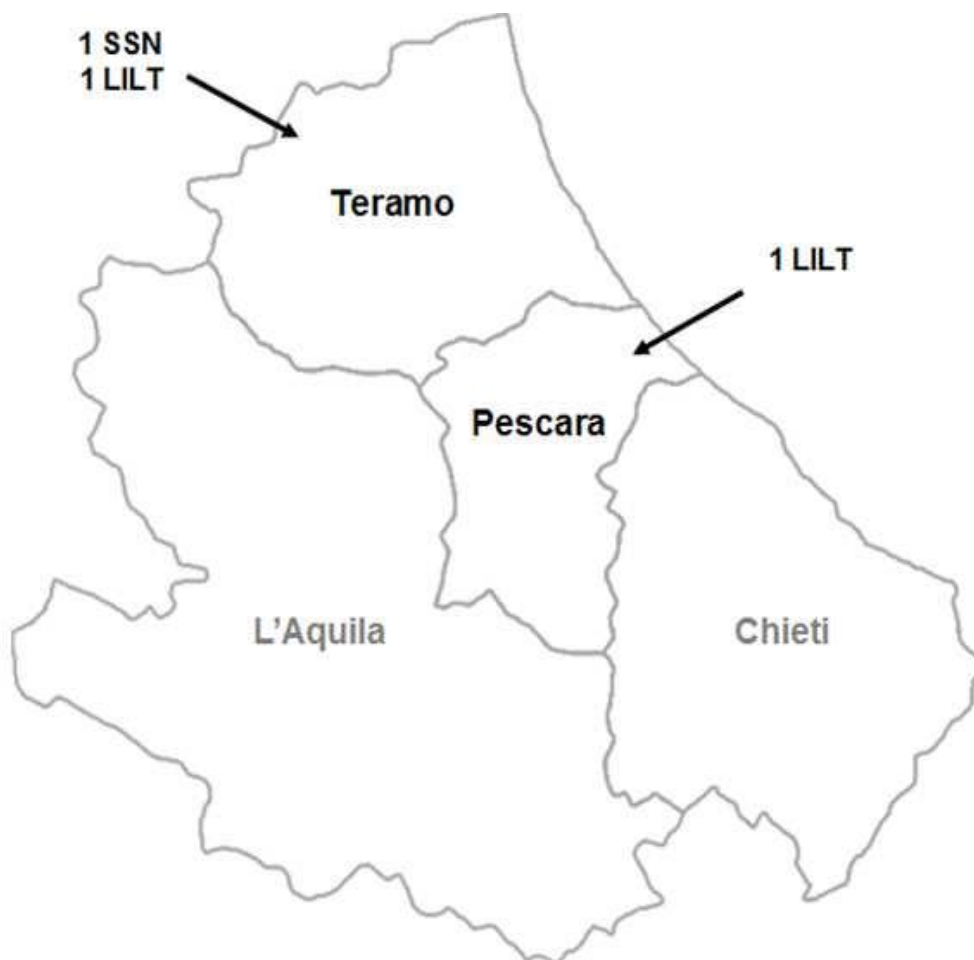 1 SSN
1 LILT
Teramo
1 LILT
Pescara
L’Aquila
Chieti